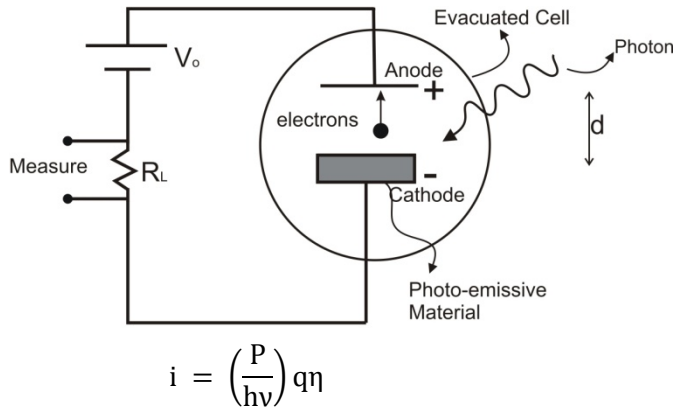 Evacuated Cell
Photon
Vₒ
Anode
+
electrons
d
Measure
R_L
-
Cathode
Photo-emissive
Material
i = (P/hν) qη